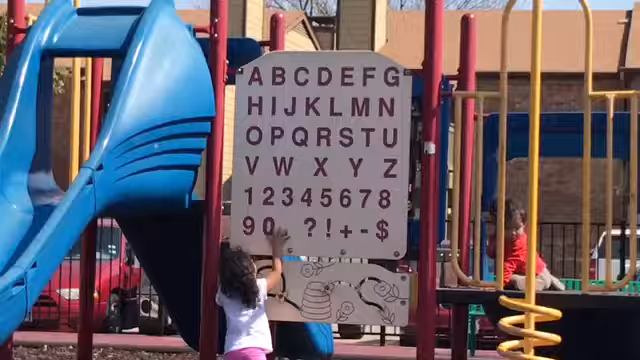 ABCDEFG
HIJKLMN
OPQRSTU
VWXYZ
12345678
90 ?!+-$